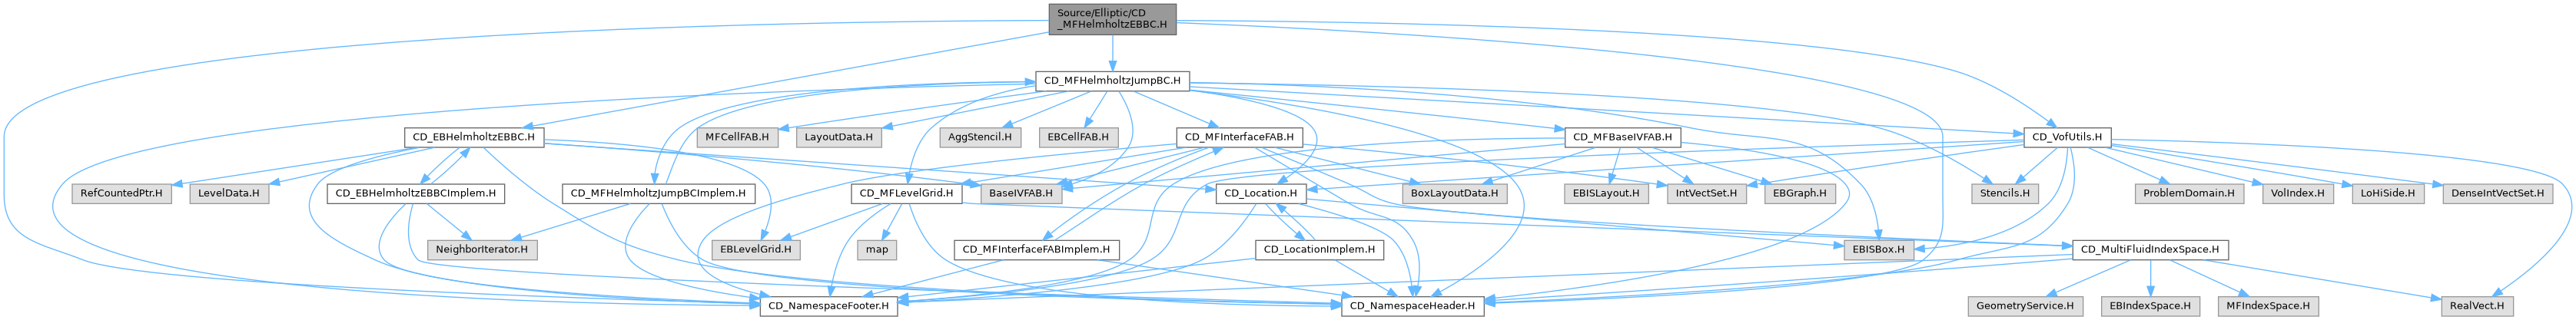 Source/Elliptic/CD
_MFHelmholtzEBBC.H
CD_MFHelmholtzJumpBC.H
CD_EBHelmholtzEBBC.H
MFCellFAB.H
LayoutData.H
AggStencil.H
EBCellFAB.H
CD_MFInterfaceFAB.H
CD_MFBaseIVFAB.H
CD_VofUtils.H
RefCountedPtr.H
LevelData.H
CD_EBHelmholtzEBBCImplem.H
CD_MFHelmholtzJumpBCImplem.H
CD_MFLevelGrid.H
BaseIVFAB.H
CD_Location.H
BoxLayoutData.H
EBISLayout.H
IntVectSet.H
EBGraph.H
Stencils.H
ProblemDomain.H
VolIndex.H
LoHiSide.H
DenseIntVectSet.H
NeighborIterator.H
EBLevelGrid.H
map
CD_MFInterfaceFABImplem.H
CD_LocationImplem.H
EBISBox.H
CD_MultiFluidIndexSpace.H
CD_NamespaceFooter.H
CD_NamespaceHeader.H
GeometryService.H
EBIndexSpace.H
MFIndexSpace.H
RealVect.H